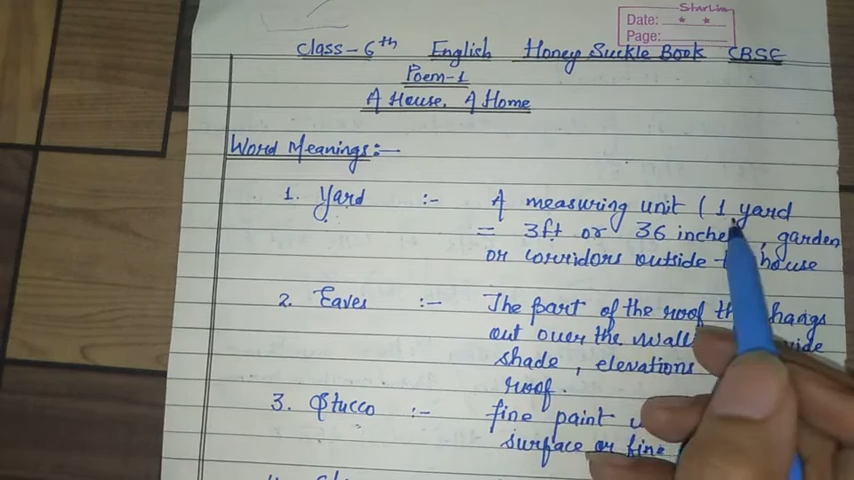 StarLine
Date:
Page:
Class-6th English Honey Suckle Book CBSE
Poem-1
A House, A Home
Word Meanings:-
1. Yard :- A measuring unit ( 1 yard
= 3ft or 36 inche , garden
or corridors outside house
2. Eaves :- The part of the roof hangs
out over the wall
shade, elevations
roof.
3. Stucco :- fine paint
surface or fine